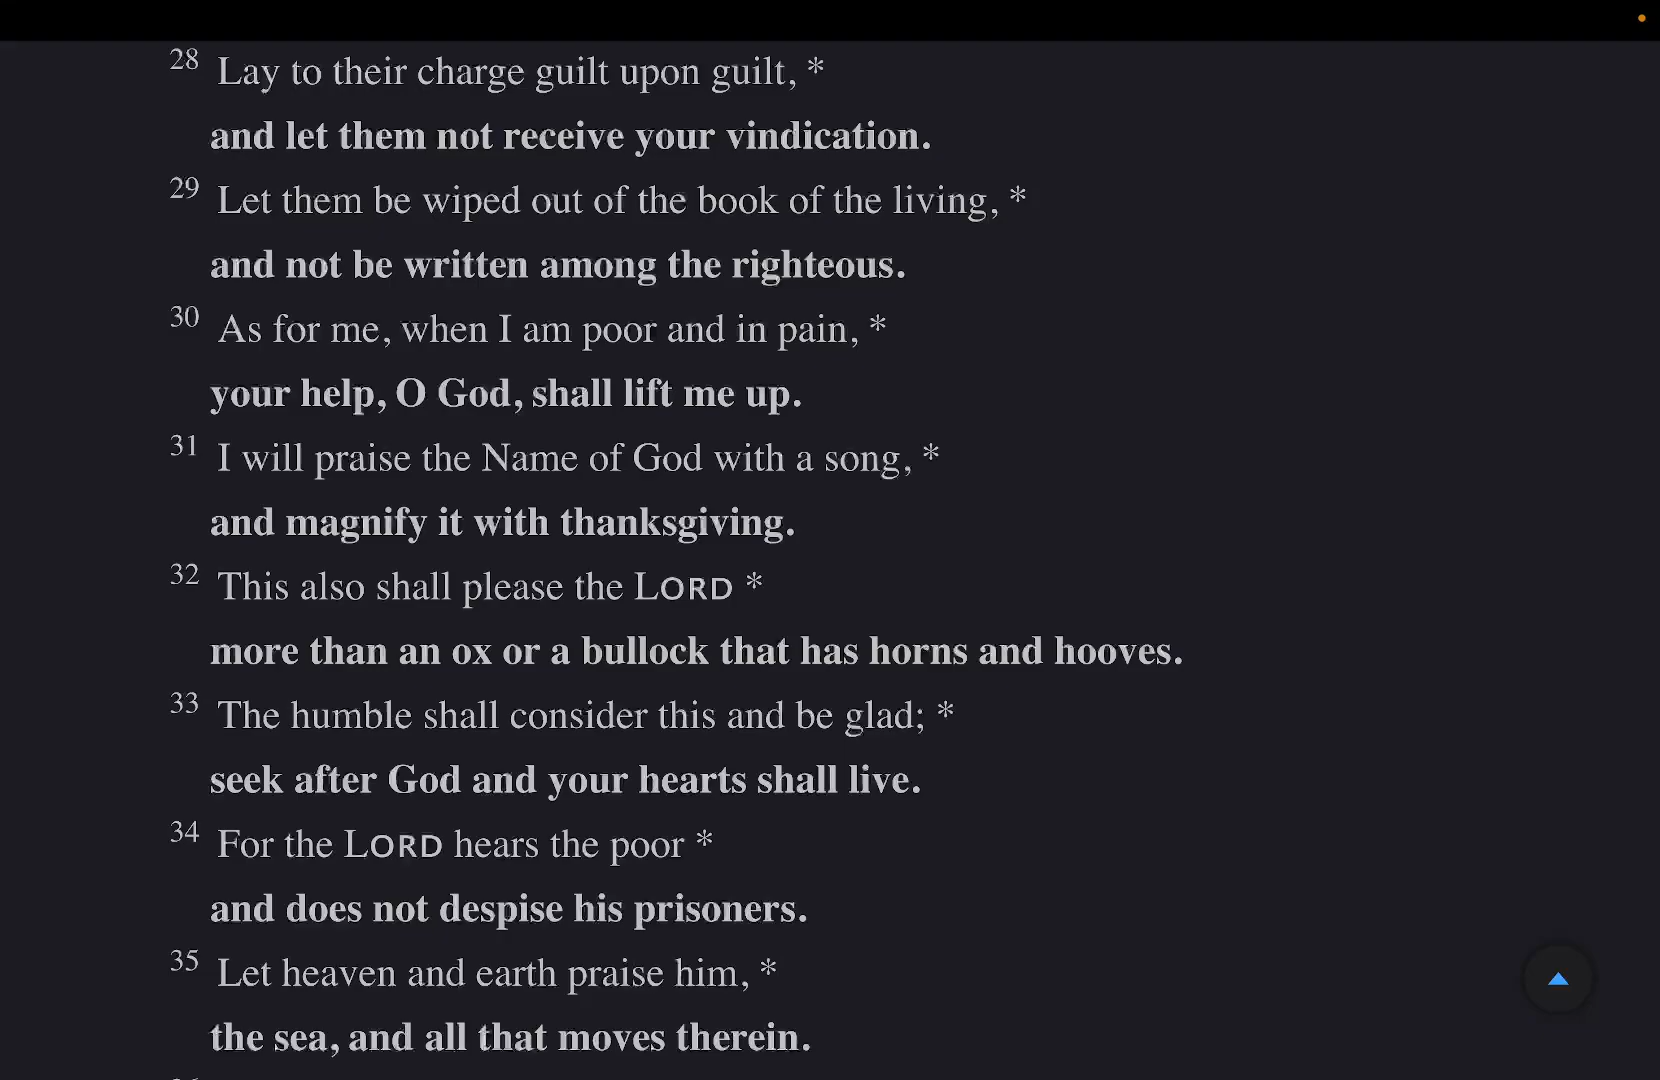 28 Lay to their charge guilt upon guilt, *
and let them not receive your vindication.
29 Let them be wiped out of the book of the living, *
and not be written among the righteous.
30 As for me, when I am poor and in pain, *
your help, O God, shall lift me up.
31 I will praise the Name of God with a song, *
and magnify it with thanksgiving.
32 This also shall please the LORD *
more than an ox or a bullock that has horns and hooves.
33 The humble shall consider this and be glad; *
seek after God and your hearts shall live.
34 For the LORD hears the poor *
and does not despise his prisoners.
35 Let heaven and earth praise him, *
the sea, and all that moves therein.